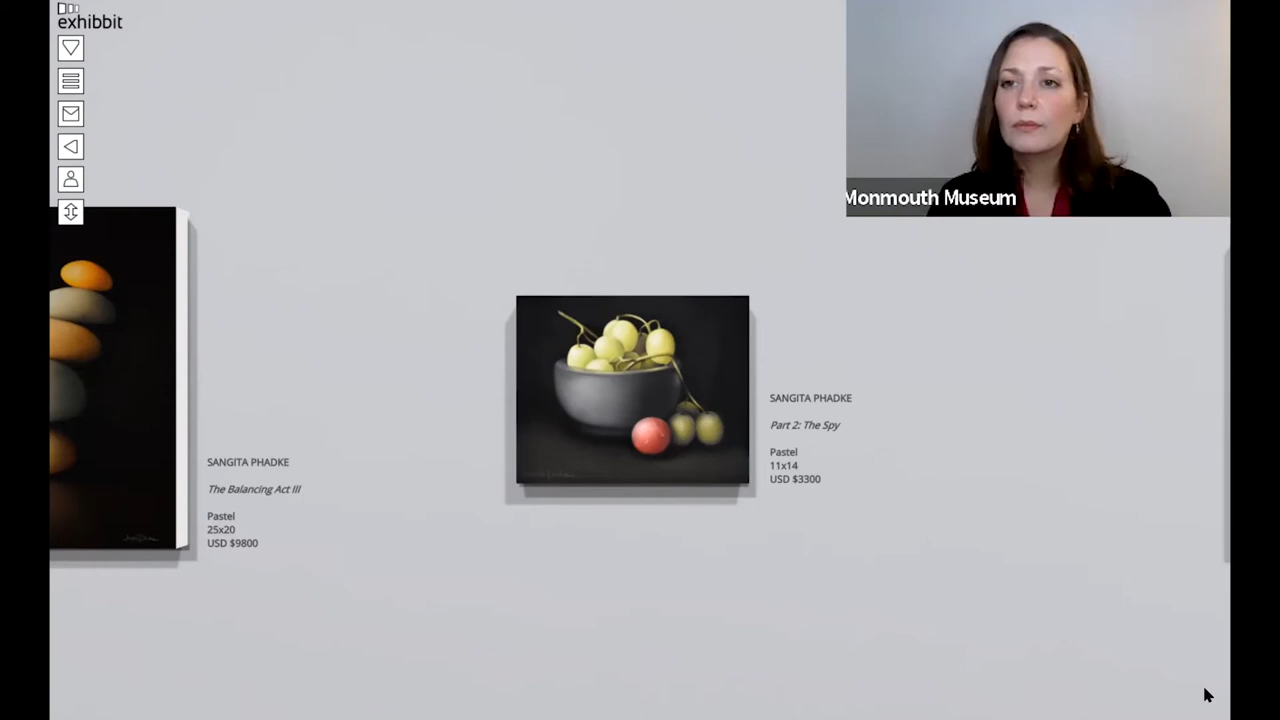 exhibbit
Monmouth Museum
SANGITA PHADKE
Part 2: The Spy
Pastel
11x14
USD $3300
SANGITA PHADKE
The Balancing Act III
Pastel
25x20
USD $9800